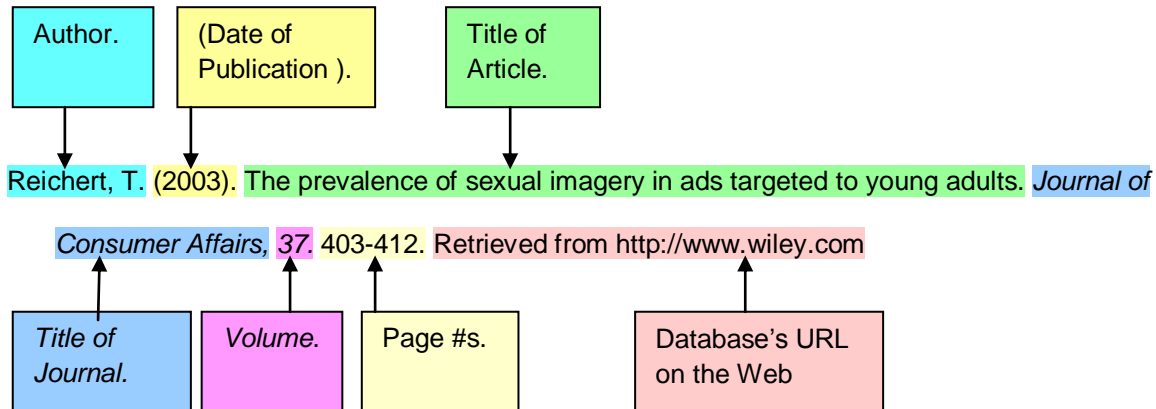 Author.
(Date of
Publication ).
Title of
Article.
Reichert, T. (2003). The prevalence of sexual imagery in ads targeted to young adults. Journal of
Consumer Affairs, 37. 403-412. Retrieved from http://www.wiley.com
Title of
Journal.
Volume.
Page #s.
Database’s URL
on the Web